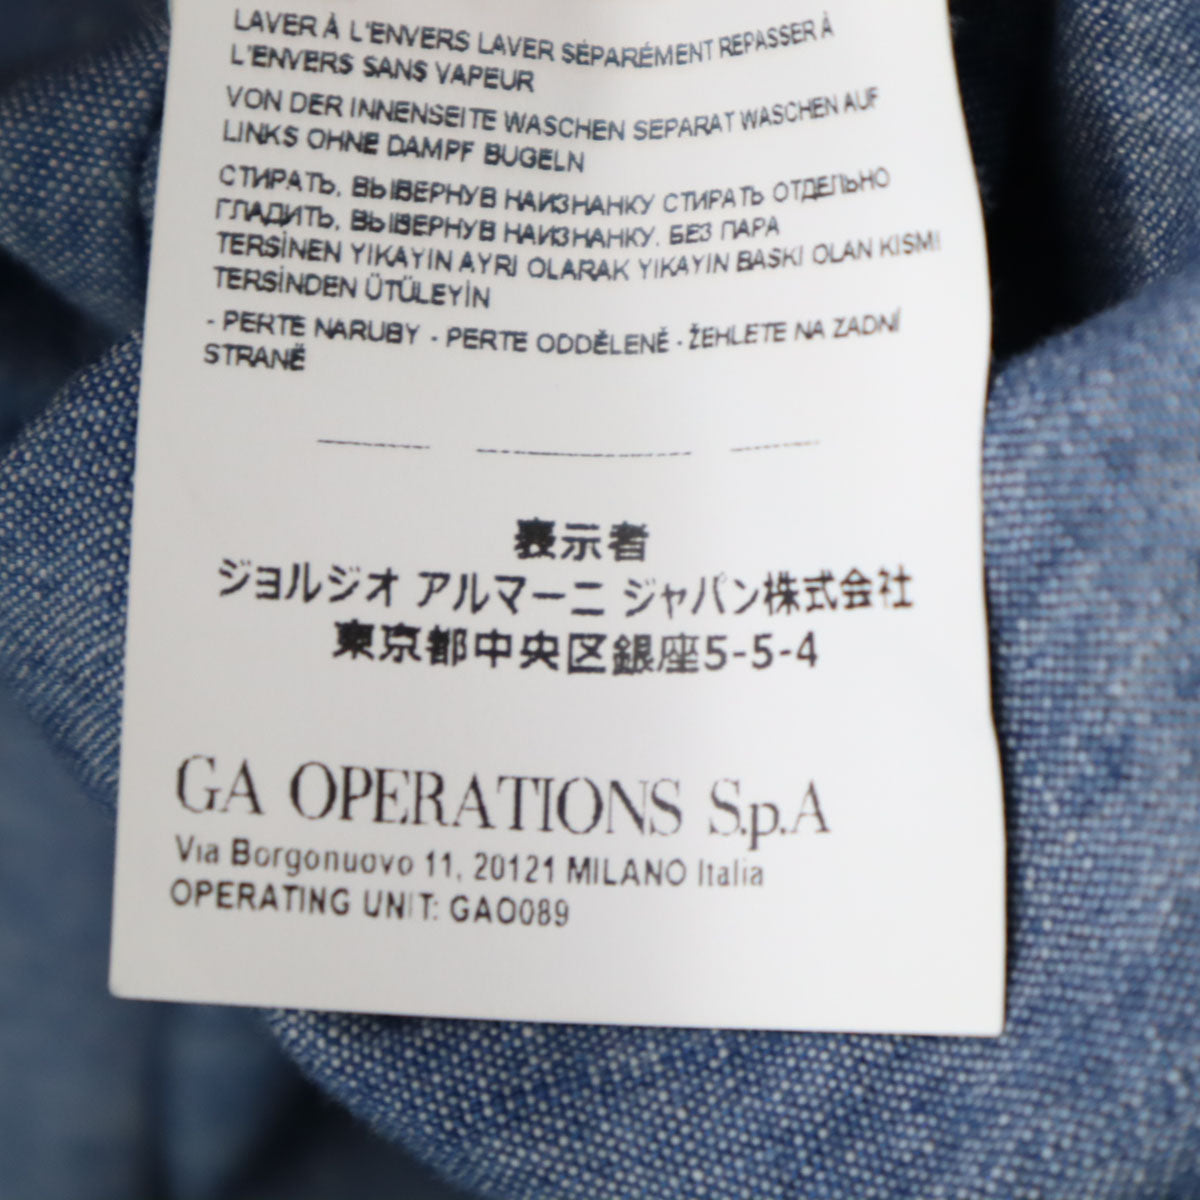 LAVER À L'ENVERS LAVER SÉPARÉMENT REPASSER À
L'ENVERS SANS VAPEUR
VON DER INNENSEITE WASCHEN SEPARAT WASCHEN AUF
LINKS OHNE DAMPF BUGELN
СТИРАТЬ, ВЫВЕРНУВ НАИЗНАНКУ СТИРАТЬ ОТДЕЛЬНО
ГЛАДИТЬ, ВЫВЕРНУВ НАИЗНАНКУ, БЕЗ ПАРА
TERSİNEN YIKAYIN AYRI OLARAK YIKAYIN BASKI OLAN KISMI
TERSİNDEN ÜTÜLEYİN
- PERTE NARUBY - PERTE ODDĚLENĚ - ŽEHLETE NA ZADNÍ
STRANĚ
表示者
ジョルジオ アルマーニ ジャパン株式会社
東京都中央区銀座5-5-4
GA OPERATIONS S.p.A
Via Borgonuovo 11, 20121 MILANO Italia
OPERATING UNIT: GAO089